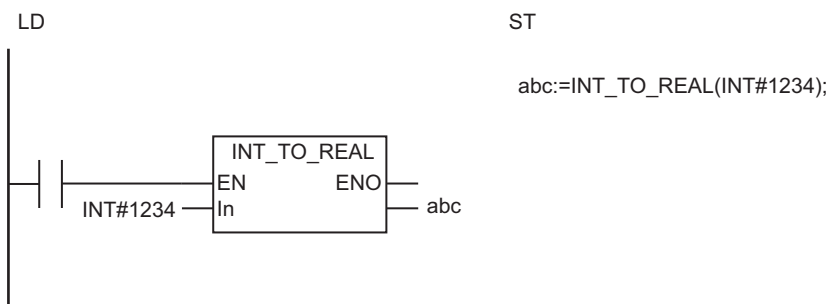 LD
ST
abc:=INT_TO_REAL(INT#1234);
INT_TO_REAL
EN ENO
INT#1234 In abc